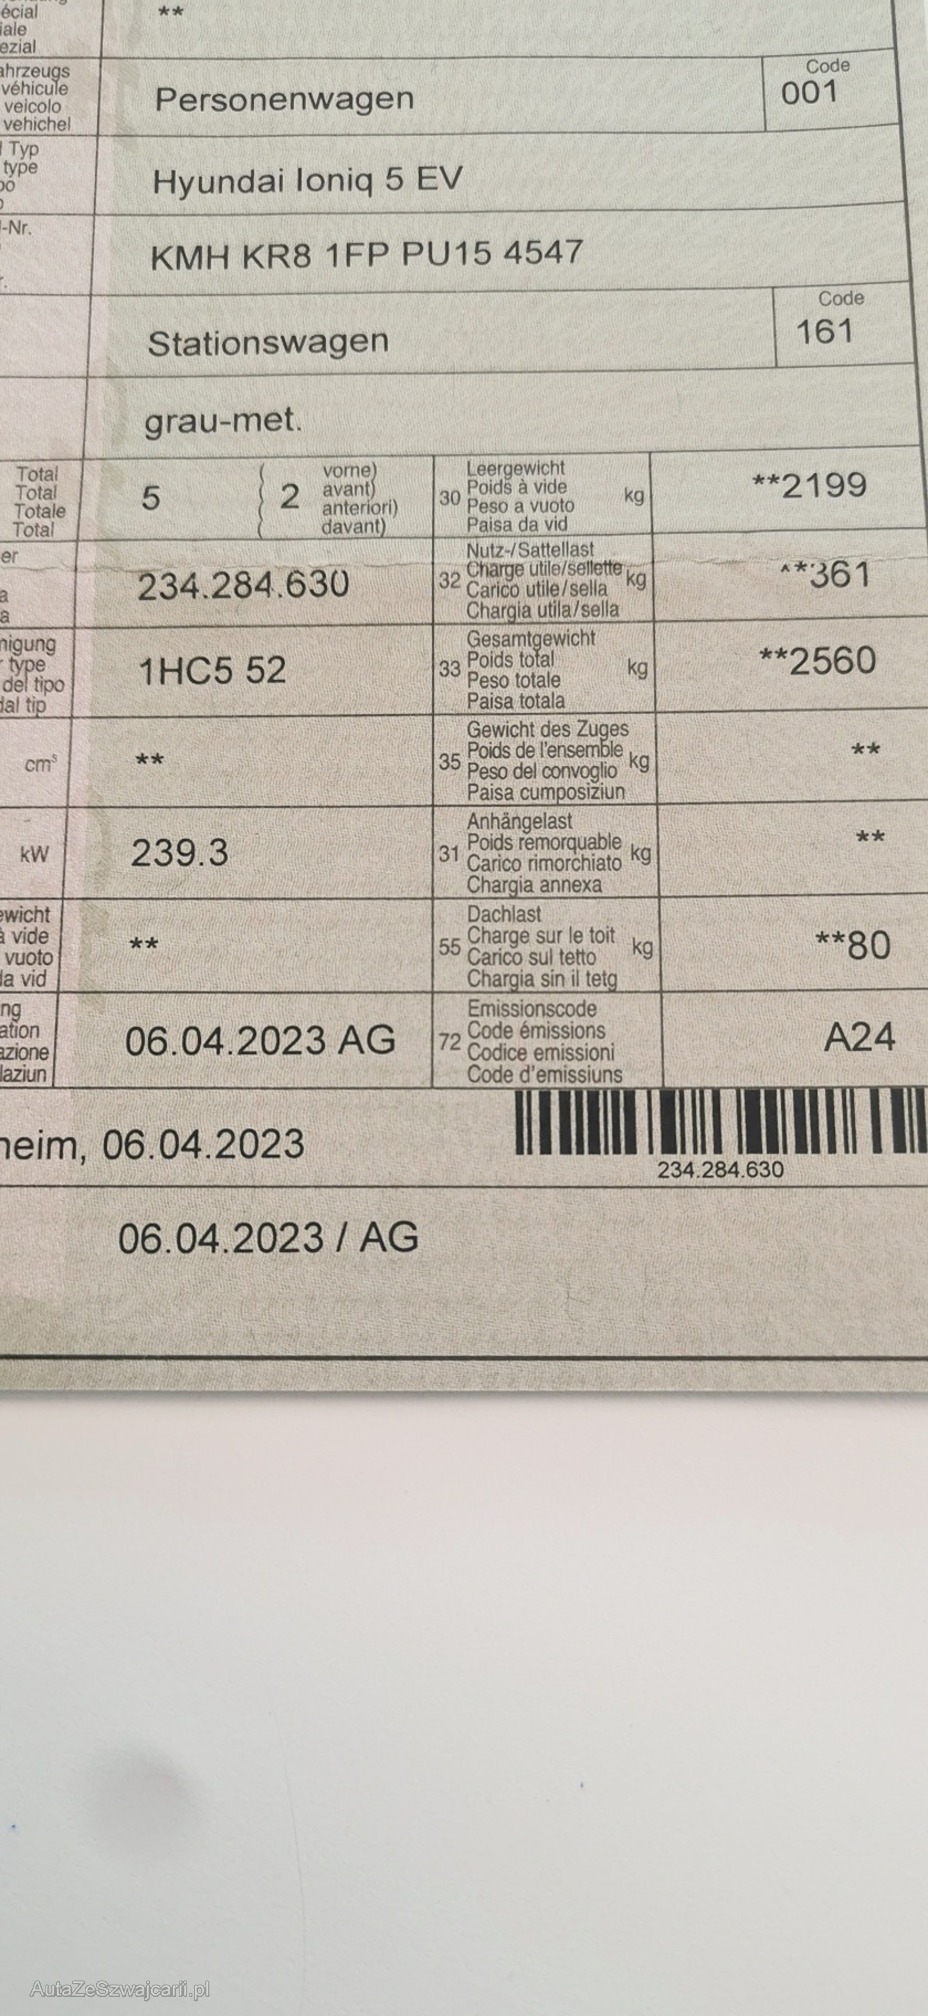 écial
iale
ezial
**
ahrzeugs
véhicule
veicolo
vehichel
Personenwagen
Code
001
Typ
type
Hyundai Ioniq 5 EV
-Nr.
KMH KR8 1FP PU15 4547
Stationswagen
Code
161
grau-met.
Total
Total
Totale
Total
5
2
vorne)
avant)
anteriori)
davant)
30
Leergewicht
Poids à vide
Peso a vuoto
Paisa da vid
kg
**2199
er
a
a
234.284.630
32
Nutz-/Sattellast
Charge utile/sellette
Carico utile/sella
Chargia utila/sella
kg
**361
migung
type
del tipo
dal tip
1HC5 52
33
Gesamtgewicht
Poids total
Peso totale
Paisa totala
kg
**2560
cm³
**
35
Gewicht des Zuges
Poids de l'ensemble
Peso del convoglio
Paisa cumposiziun
kg
**
kW
239.3
31
Anhängelast
Poids remorquable
Carico rimorchiato
Chargia annexa
kg
**
ewicht
à vide
vuoto
da vid
**
55
Dachlast
Charge sur le toit
Carico sul tetto
Chargia sin il tetg
kg
**80
ng
ation
azione
laziun
06.04.2023 AG
72
Emissionscode
Code émissions
Codice emissioni
Code d'emissiuns
A24
heim, 06.04.2023
234.284.630
06.04.2023 / AG
AutaZeSzwajcarii.pl